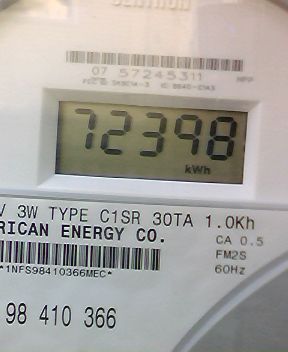 CENTRON
07 57245311
72398
kWh
V 3W TYPE C1SR 30TA 1.0Kh
RICAN ENERGY CO.
CA 0.5
FM2S
60Hz
*1NFS98410366MEC*
98 410 366